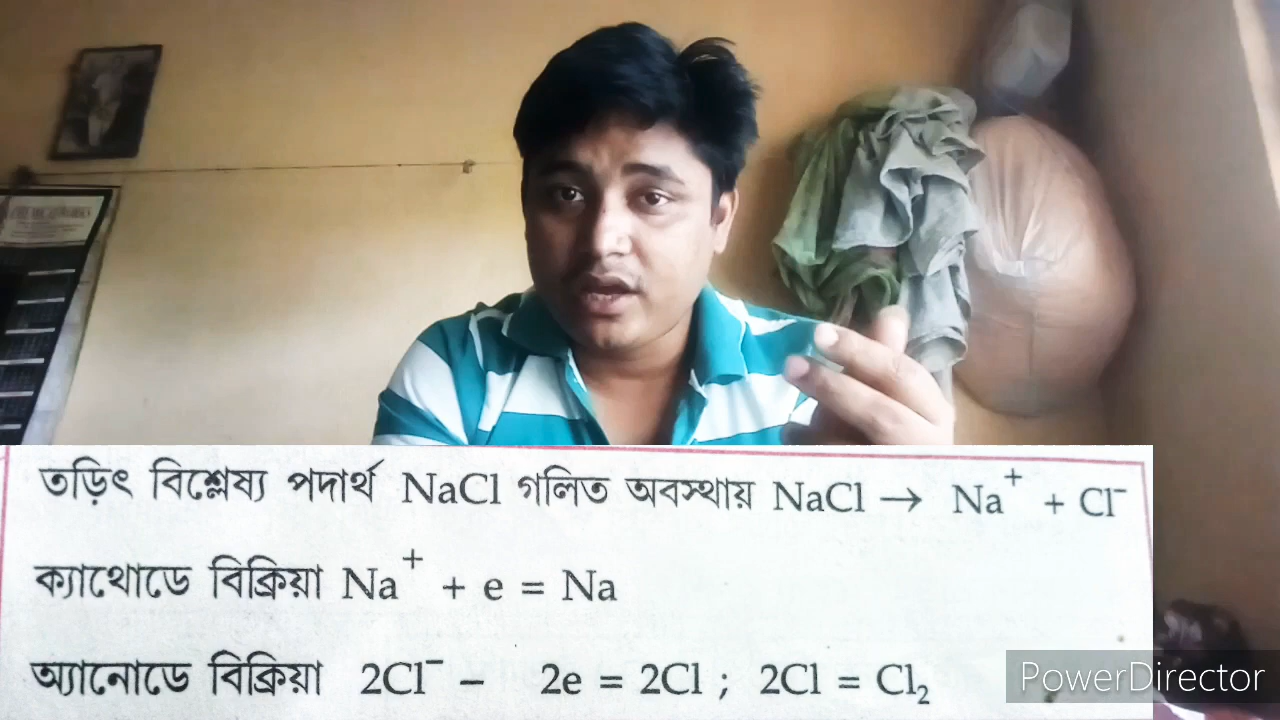 তড়িৎ বিশ্লেষ্য পদার্থ NaCl গলিত অবস্থায় NaCl → Na⁺ + Cl⁻
ক্যাথোডে বিক্রিয়া Na⁺ + e = Na
অ্যানোডে বিক্রিয়া 2Cl⁻ – 2e = 2Cl ; 2Cl = Cl₂
PowerDirector